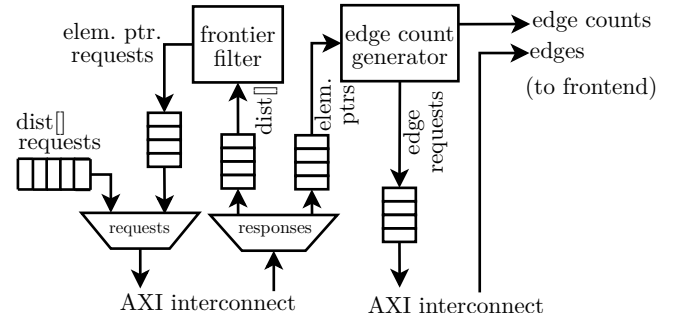 elem. ptr.
requests
frontier
filter
edge count
generator
edge counts
edges
(to frontend)
dist[]
requests
dist[]
elem.
ptrs
edge
requests
requests
responses
AXI interconnect
AXI interconnect